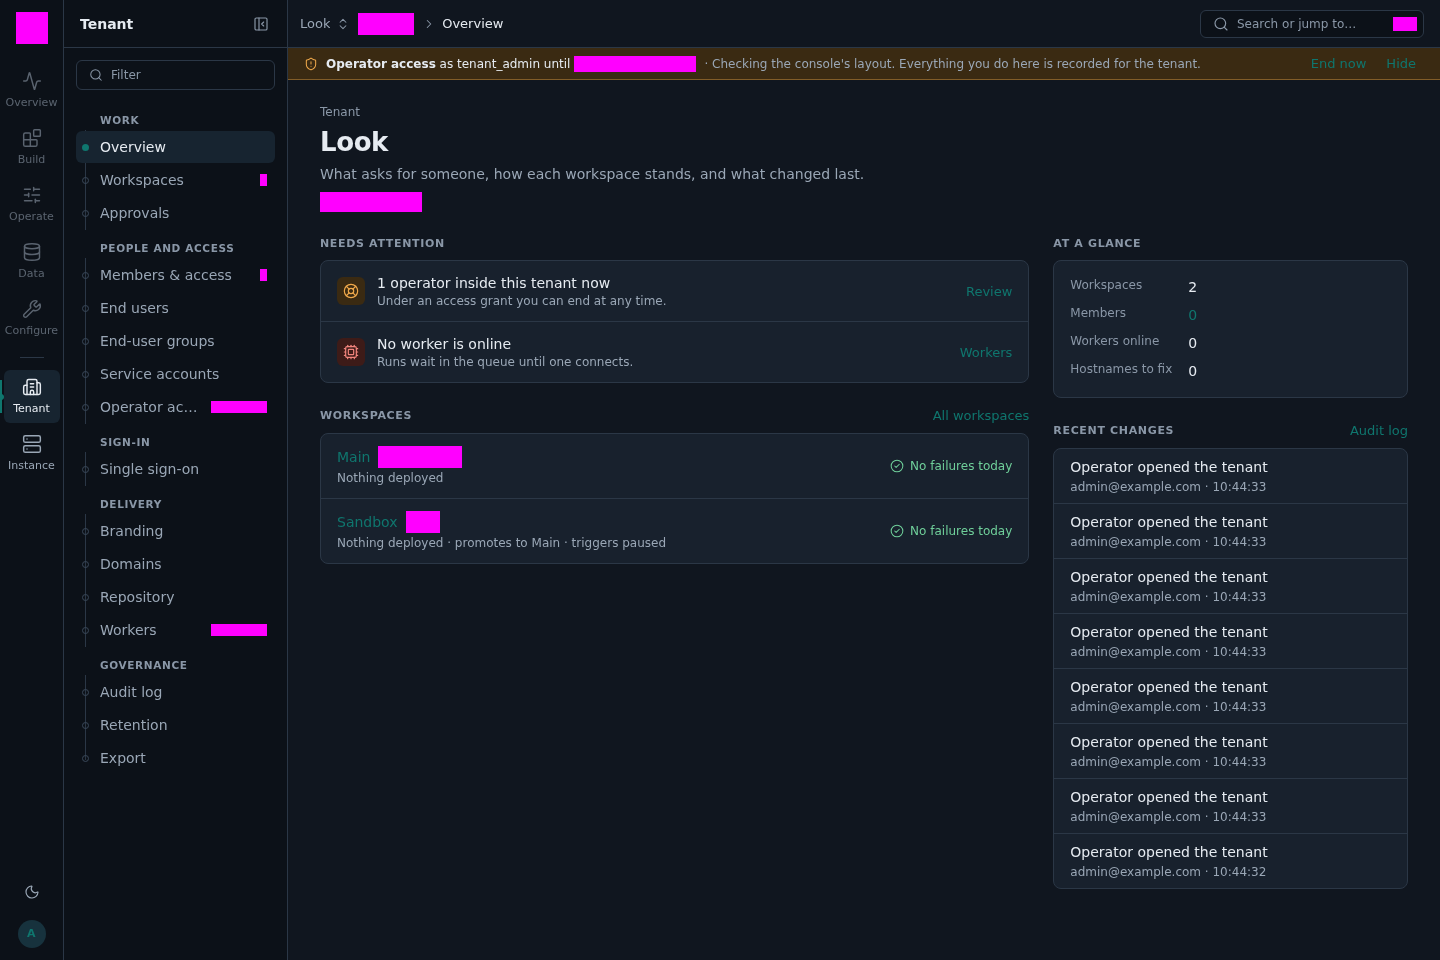 Tenant
Look
Overview
Search or jump to…
Operator access as tenant_admin until
· Checking the console's layout. Everything you do here is recorded for the tenant.
End now
Hide
Overview
Build
Operate
Data
Configure
Tenant
Instance
A
Filter
WORK
Overview
Workspaces
Approvals
PEOPLE AND ACCESS
Members & access
End users
End-user groups
Service accounts
Operator ac…
SIGN-IN
Single sign-on
DELIVERY
Branding
Domains
Repository
Workers
GOVERNANCE
Audit log
Retention
Export
Tenant
Look
What asks for someone, how each workspace stands, and what changed last.
NEEDS ATTENTION
1 operator inside this tenant now
Under an access grant you can end at any time.
Review
No worker is online
Runs wait in the queue until one connects.
Workers
WORKSPACES
All workspaces
Main
Nothing deployed
No failures today
Sandbox
Nothing deployed · promotes to Main · triggers paused
No failures today
AT A GLANCE
Workspaces 2
Members 0
Workers online 0
Hostnames to fix 0
RECENT CHANGES
Audit log
Operator opened the tenant
admin@example.com · 10:44:33
Operator opened the tenant
admin@example.com · 10:44:33
Operator opened the tenant
admin@example.com · 10:44:33
Operator opened the tenant
admin@example.com · 10:44:33
Operator opened the tenant
admin@example.com · 10:44:33
Operator opened the tenant
admin@example.com · 10:44:33
Operator opened the tenant
admin@example.com · 10:44:33
Operator opened the tenant
admin@example.com · 10:44:32